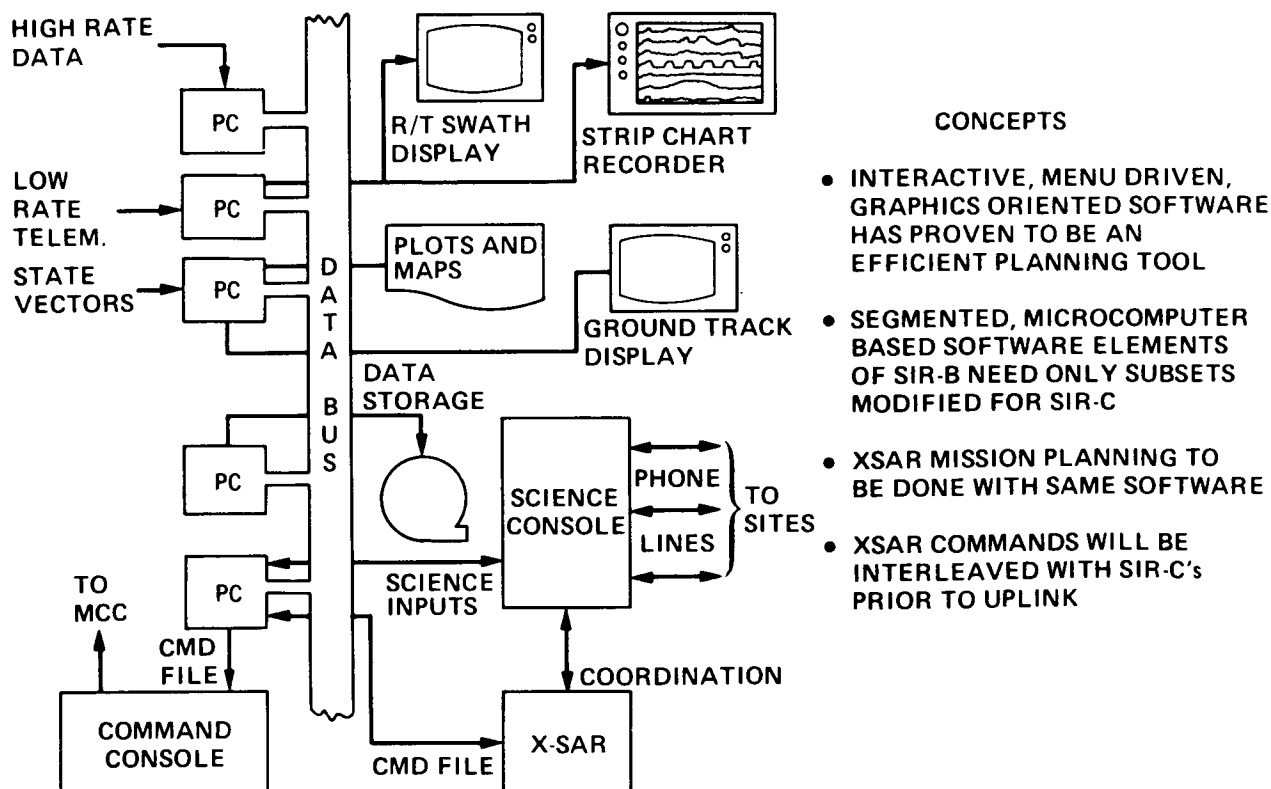 HIGH RATE
DATA
PC
R/T SWATH
DISPLAY
STRIP CHART
RECORDER
LOW
RATE
TELEM.
PC
STATE
VECTORS
PC
PLOTS AND
MAPS
GROUND TRACK
DISPLAY
DATA BUS
DATA
STORAGE
PC
SCIENCE
CONSOLE
PHONE
LINES
TO
SITES
PC
SCIENCE
INPUTS
TO
MCC
CMD
FILE
COMMAND
CONSOLE
COORDINATION
X-SAR
CMD FILE
CONCEPTS
• INTERACTIVE, MENU DRIVEN,
GRAPHICS ORIENTED SOFTWARE
HAS PROVEN TO BE AN
EFFICIENT PLANNING TOOL
• SEGMENTED, MICROCOMPUTER
BASED SOFTWARE ELEMENTS
OF SIR-B NEED ONLY SUBSETS
MODIFIED FOR SIR-C
• XSAR MISSION PLANNING TO
BE DONE WITH SAME SOFTWARE
• XSAR COMMANDS WILL BE
INTERLEAVED WITH SIR-C's
PRIOR TO UPLINK